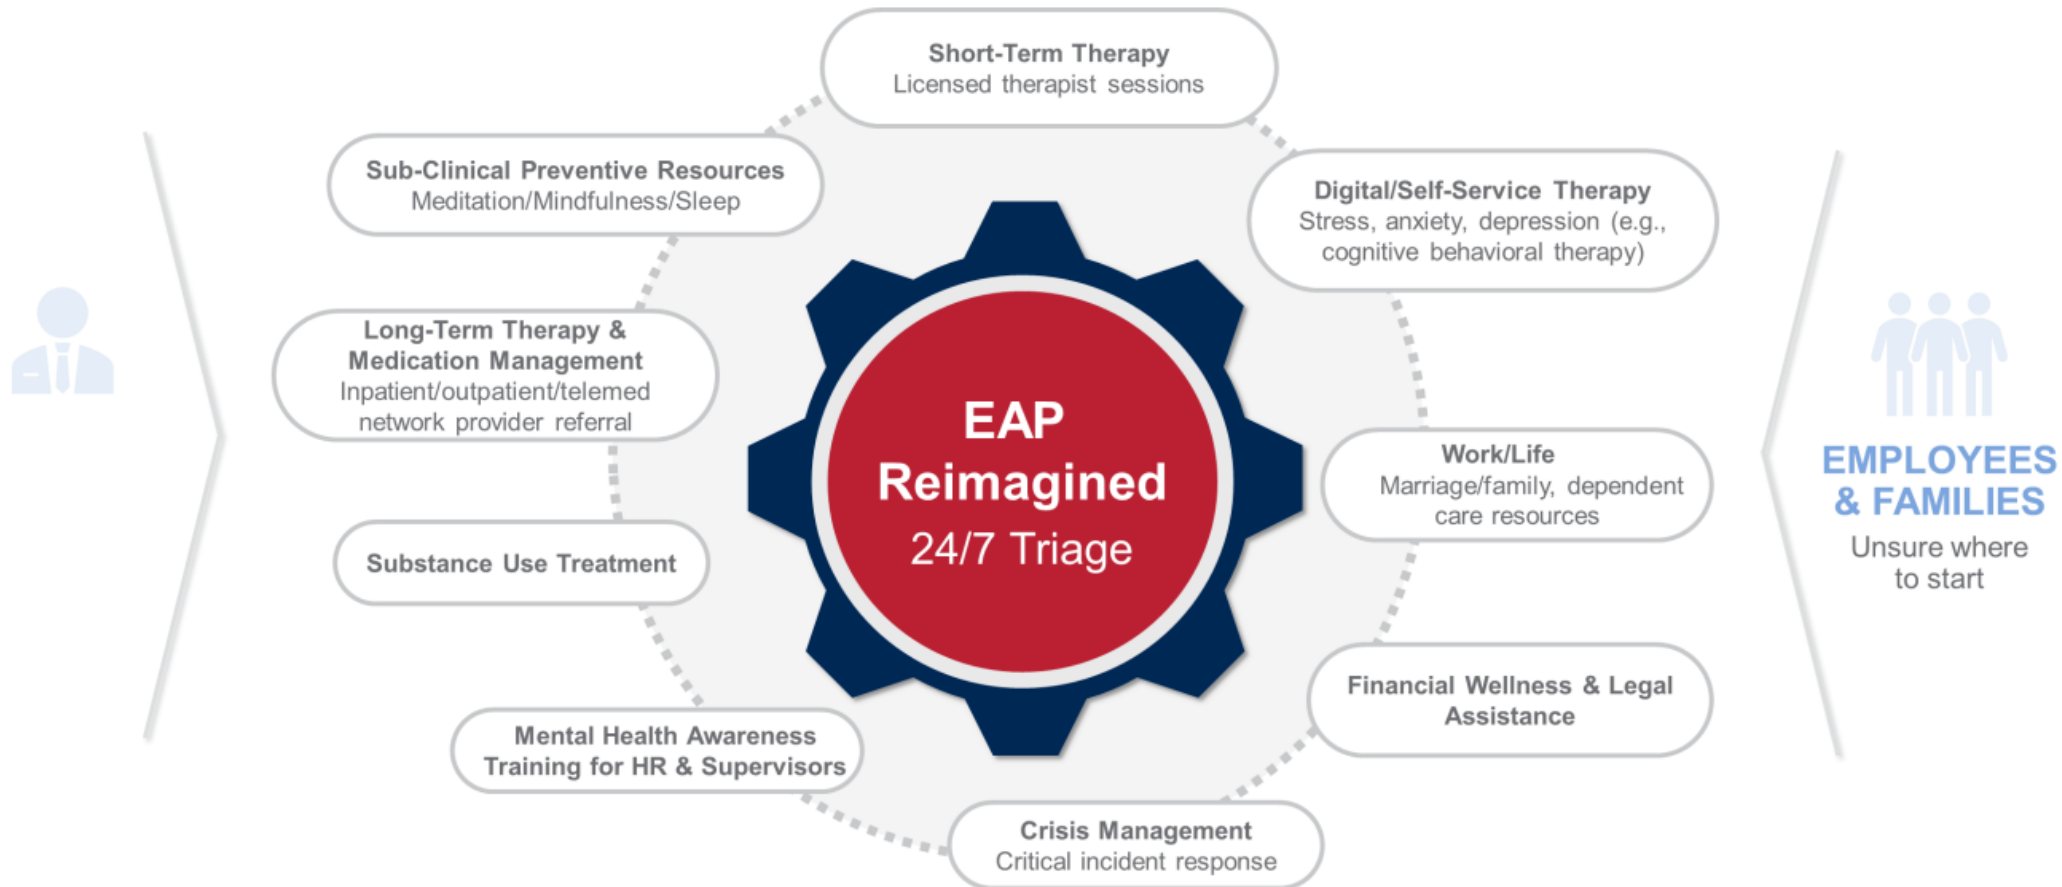 Short-Term Therapy
Licensed therapist sessions
Sub-Clinical Preventive Resources
Meditation/Mindfulness/Sleep
Digital/Self-Service Therapy
Stress, anxiety, depression (e.g.,
cognitive behavioral therapy)
Long-Term Therapy &
Medication Management
Inpatient/outpatient/telemed
network provider referral
EAP
Reimagined
24/7 Triage
Work/Life
Marriage/family, dependent
care resources
EMPLOYEES
& FAMILIES
Unsure where
to start
Substance Use Treatment
Financial Wellness & Legal
Assistance
Mental Health Awareness
Training for HR & Supervisors
Crisis Management
Critical incident response